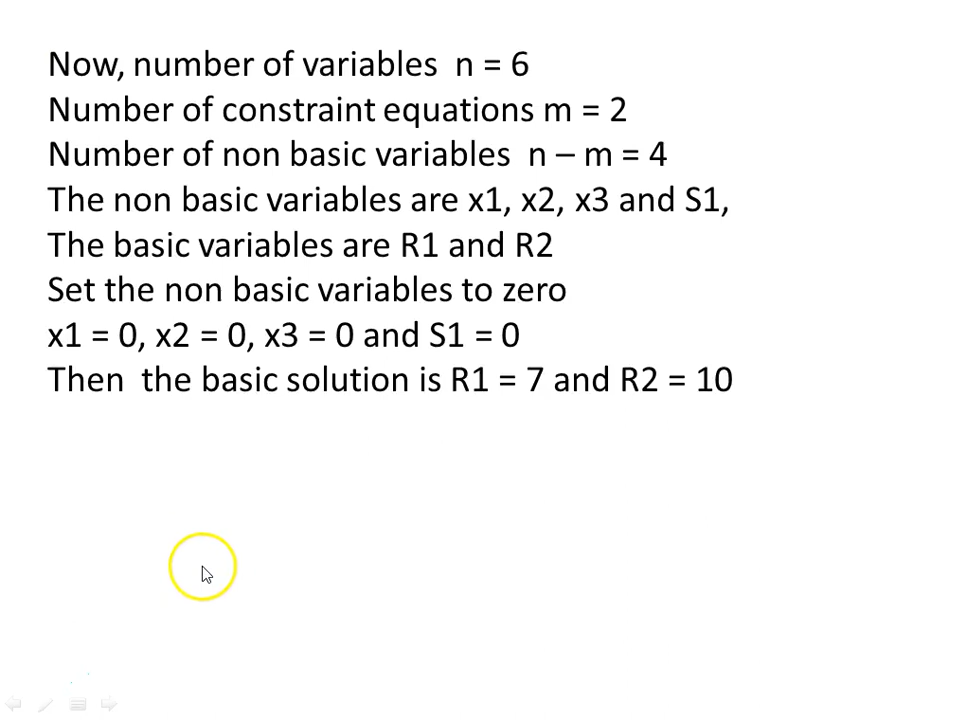 Now, number of variables  n = 6
Number of constraint equations m = 2
Number of non basic variables  n – m = 4
The non basic variables are x1, x2, x3 and S1,
The basic variables are R1 and R2
Set the non basic variables to zero
x1 = 0, x2 = 0, x3 = 0 and S1 = 0
Then  the basic solution is R1 = 7 and R2 = 10